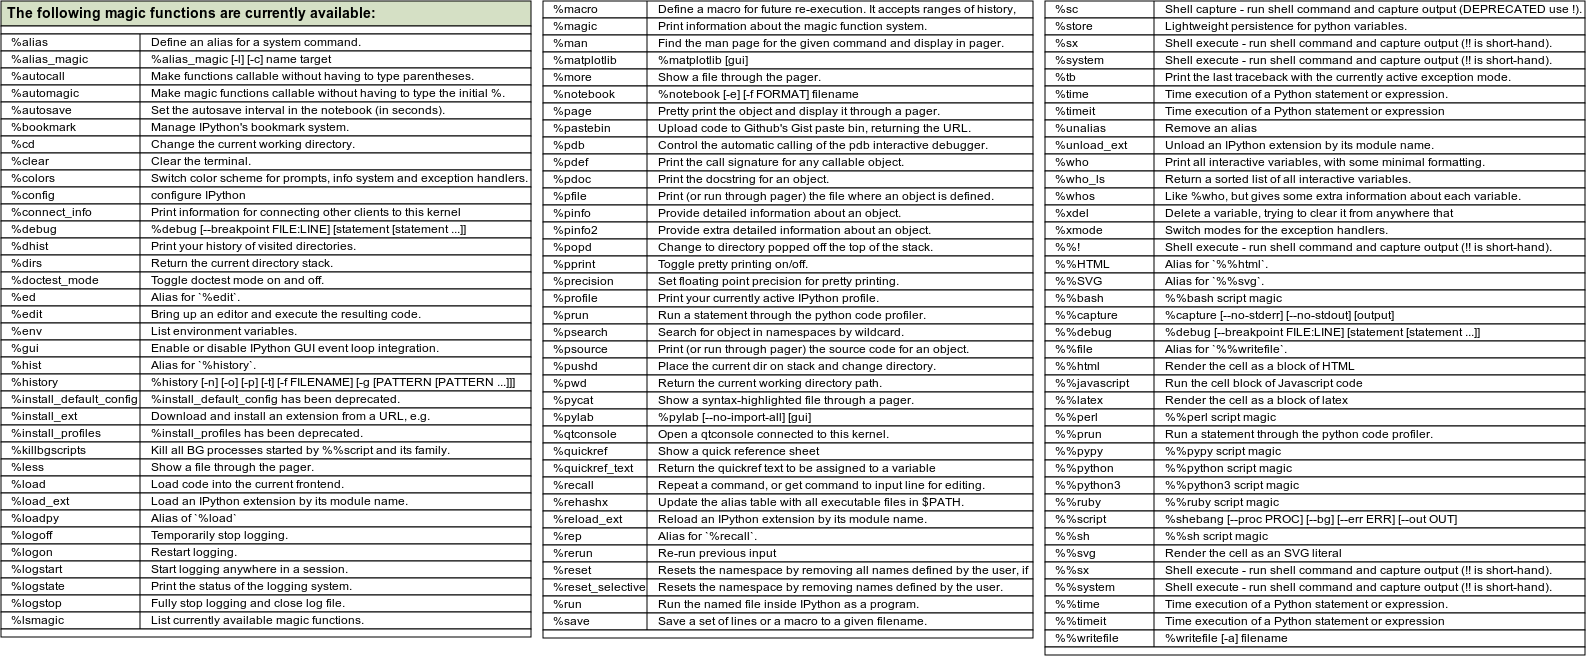 The following magic functions are currently available:
%alias Define an alias for a system command.
%alias_magic %alias_magic [-l] [-c] name target
%autocall Make functions callable without having to type parentheses.
%automagic Make magic functions callable without having to type the initial %.
%autosave Set the autosave interval in the notebook (in seconds).
%bookmark Manage IPython's bookmark system.
%cd Change the current working directory.
%clear Clear the terminal.
%colors Switch color scheme for prompts, info system and exception handlers.
%config configure IPython
%connect_info Print information for connecting other clients to this kernel
%debug %debug [--breakpoint FILE:LINE] [statement [statement ...]]
%dhist Print your history of visited directories.
%dirs Return the current directory stack.
%doctest_mode Toggle doctest mode on and off.
%ed Alias for `%edit`.
%edit Bring up an editor and execute the resulting code.
%env List environment variables.
%gui Enable or disable IPython GUI event loop integration.
%hist Alias for `%history`.
%history %history [-n] [-o] [-p] [-t] [-f FILENAME] [-g [PATTERN [PATTERN ...]]]
%install_default_config %install_default_config has been deprecated.
%install_ext Download and install an extension from a URL, e.g.
%install_profiles %install_profiles has been deprecated.
%killbgscripts Kill all BG processes started by %%script and its family.
%less Show a file through the pager.
%load Load code into the current frontend.
%load_ext Load an IPython extension by its module name.
%loadpy Alias of `%load`
%logoff Temporarily stop logging.
%logon Restart logging.
%logstart Start logging anywhere in a session.
%logstate Print the status of the logging system.
%logstop Fully stop logging and close log file.
%lsmagic List currently available magic functions.
%macro Define a macro for future re-execution. It accepts ranges of history,
%magic Print information about the magic function system.
%man Find the man page for the given command and display in pager.
%matplotlib %matplotlib [gui]
%more Show a file through the pager.
%notebook %notebook [-e] [-f FORMAT] filename
%page Pretty print the object and display it through a pager.
%pastebin Upload code to Github's Gist paste bin, returning the URL.
%pdb Control the automatic calling of the pdb interactive debugger.
%pdef Print the call signature for any callable object.
%pdoc Print the docstring for an object.
%pfile Print (or run through pager) the file where an object is defined.
%pinfo Provide detailed information about an object.
%pinfo2 Provide extra detailed information about an object.
%popd Change to directory popped off the top of the stack.
%pprint Toggle pretty printing on/off.
%precision Set floating point precision for pretty printing.
%profile Print your currently active IPython profile.
%prun Run a statement through the python code profiler.
%psearch Search for object in namespaces by wildcard.
%psource Print (or run through pager) the source code for an object.
%pushd Place the current dir on stack and change directory.
%pwd Return the current working directory path.
%pycat Show a syntax-highlighted file through a pager.
%pylab %pylab [--no-import-all] [gui]
%qtconsole Open a qtconsole connected to this kernel.
%quickref Show a quick reference sheet
%quickref_text Return the quickref text to be assigned to a variable
%recall Repeat a command, or get command to input line for editing.
%rehashx Update the alias table with all executable files in $PATH.
%reload_ext Reload an IPython extension by its module name.
%rep Alias for `%recall`.
%rerun Re-run previous input
%reset Resets the namespace by removing all names defined by the user, if
%reset_selective Resets the namespace by removing names defined by the user.
%run Run the named file inside IPython as a program.
%save Save a set of lines or a macro to a given filename.
%sc Shell capture - run shell command and capture output (DEPRECATED use !).
%store Lightweight persistence for python variables.
%sx Shell execute - run shell command and capture output (!! is short-hand).
%system Shell execute - run shell command and capture output (!! is short-hand).
%tb Print the last traceback with the currently active exception mode.
%time Time execution of a Python statement or expression.
%timeit Time execution of a Python statement or expression
%unalias Remove an alias
%unload_ext Unload an IPython extension by its module name.
%who Print all interactive variables, with some minimal formatting.
%who_ls Return a sorted list of all interactive variables.
%whos Like %who, but gives some extra information about each variable.
%xdel Delete a variable, trying to clear it from anywhere that
%xmode Switch modes for the exception handlers.
%%! Shell execute - run shell command and capture output (!! is short-hand).
%%HTML Alias for `%%html`.
%%SVG Alias for `%%svg`.
%%bash %%bash script magic
%%capture %capture [--no-stderr] [--no-stdout] [output]
%%debug %debug [--breakpoint FILE:LINE] [statement [statement ...]]
%%file Alias for `%%writefile`.
%%html Render the cell as a block of HTML
%%javascript Run the cell block of Javascript code
%%latex Render the cell as a block of latex
%%perl %%perl script magic
%%prun Run a statement through the python code profiler.
%%pypy %%pypy script magic
%%python %%python script magic
%%python3 %%python3 script magic
%%ruby %%ruby script magic
%%script %shebang [--proc PROC] [--bg] [--err ERR] [--out OUT]
%%sh %%sh script magic
%%svg Render the cell as an SVG literal
%%sx Shell execute - run shell command and capture output (!! is short-hand).
%%system Shell execute - run shell command and capture output (!! is short-hand).
%%time Time execution of a Python statement or expression.
%%timeit Time execution of a Python statement or expression
%%writefile %writefile [-a] filename